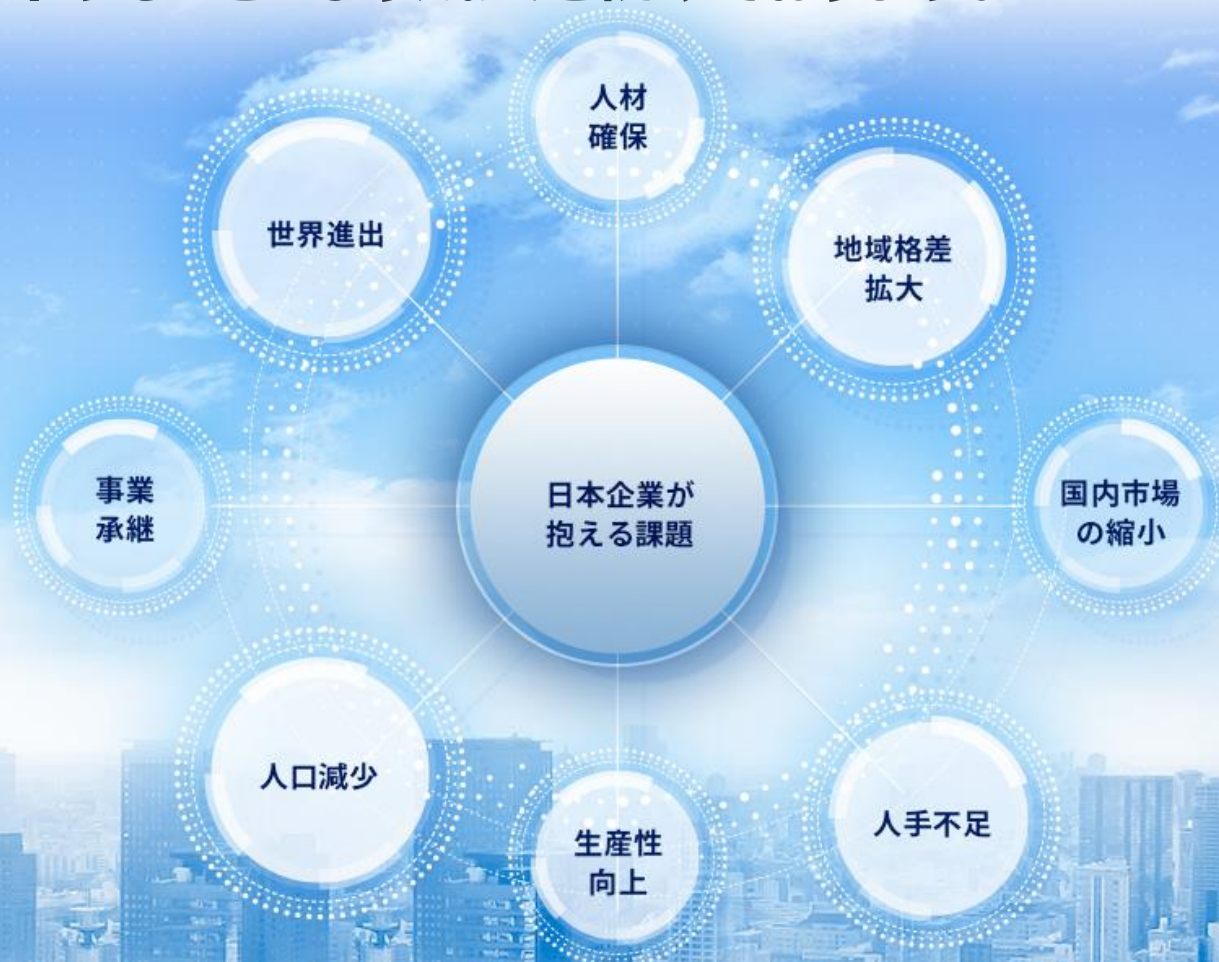 人材
確保
世界進出
地域格差
拡大
事業
承継
日本企業が
抱える課題
国内市場
の縮小
人口減少
生産性
向上
人手不足